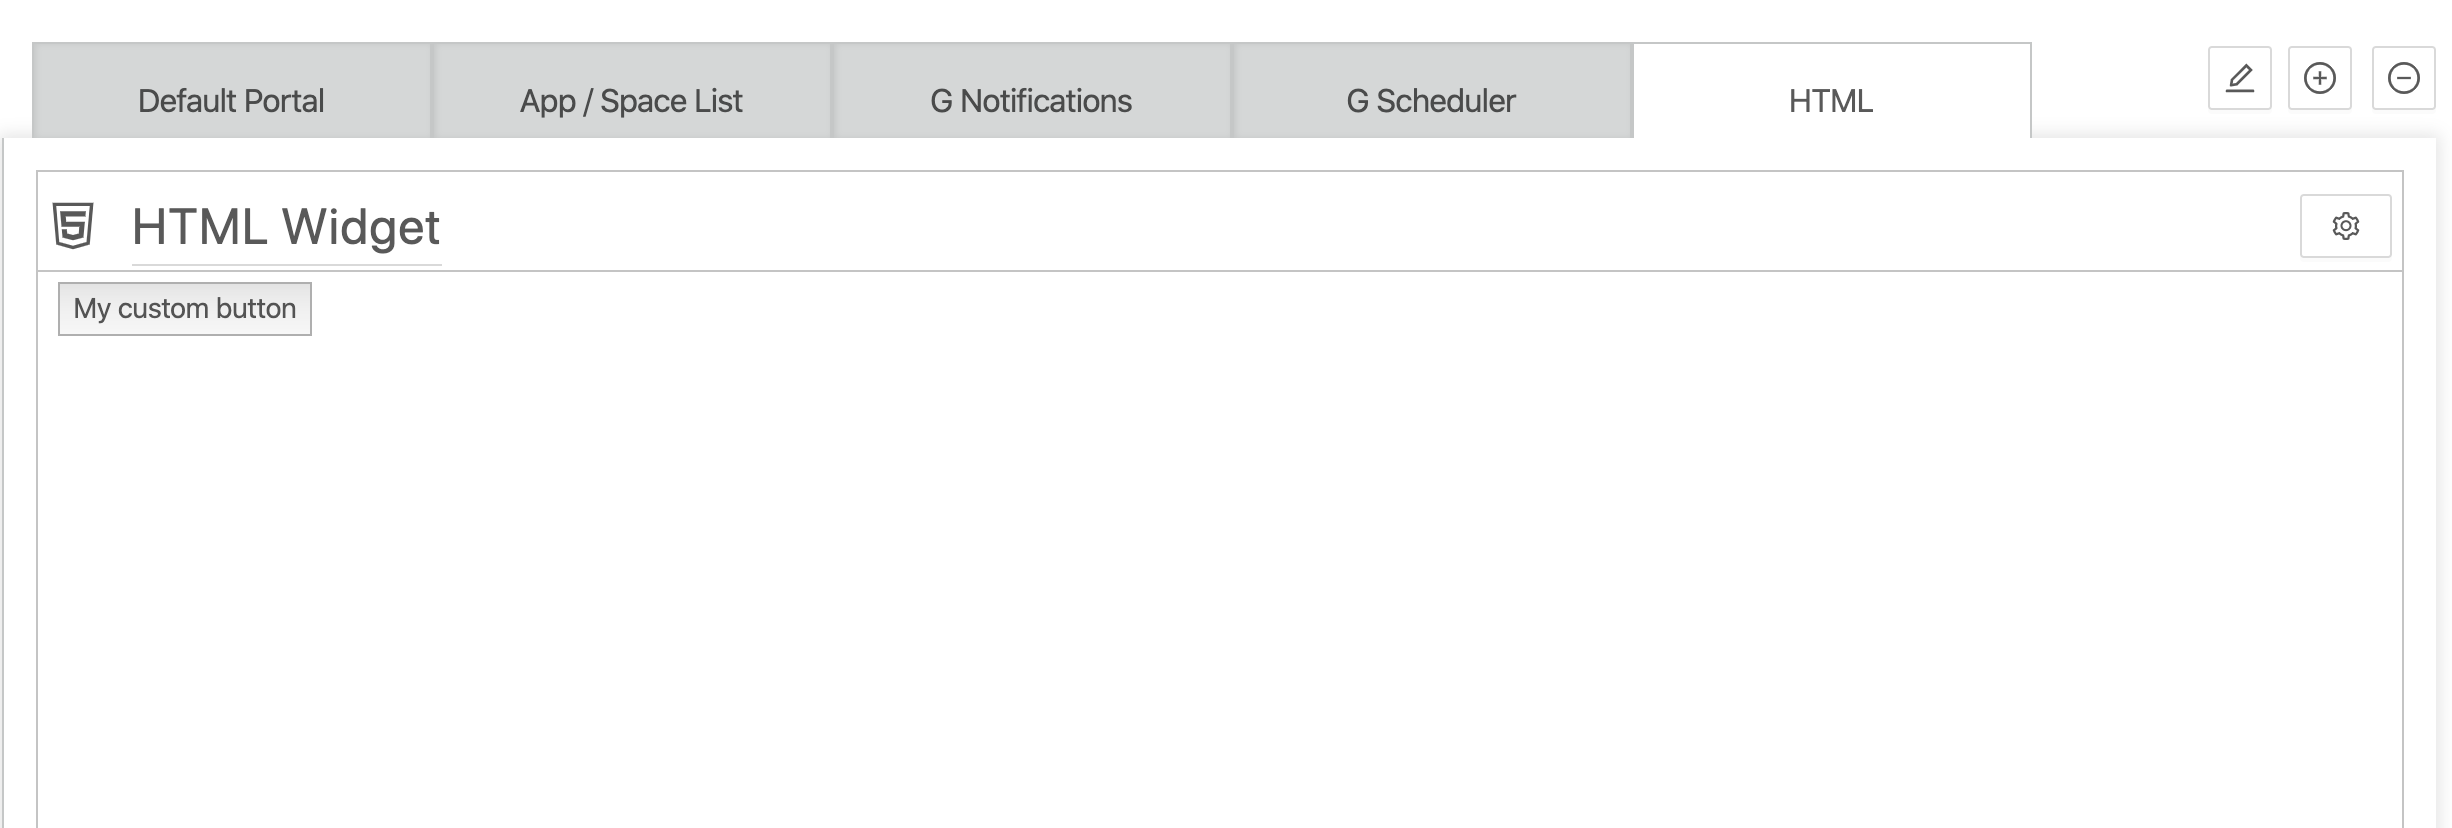 Default Portal
App / Space List
G Notifications
G Scheduler
HTML
HTML Widget
My custom button